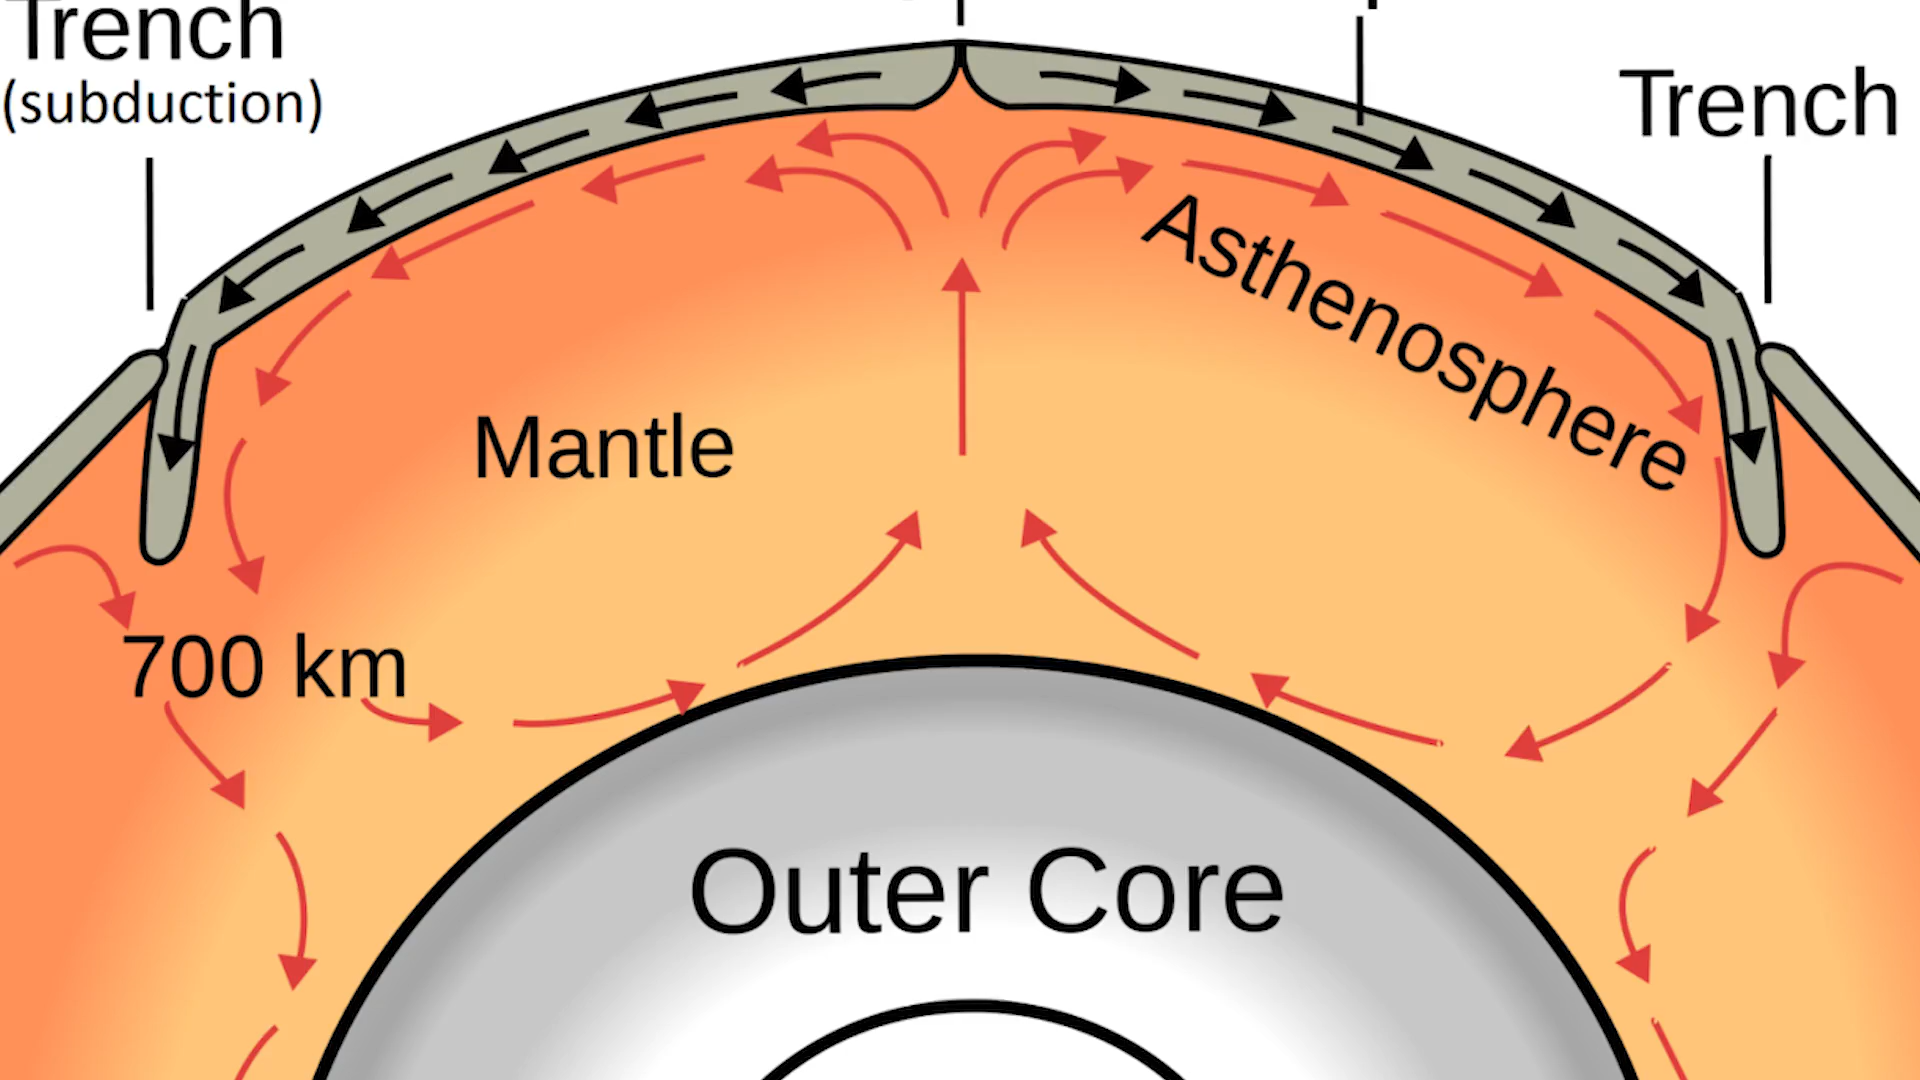 Trench
(subduction)
Trench
Asthenosphere
Mantle
700 km
Outer Core